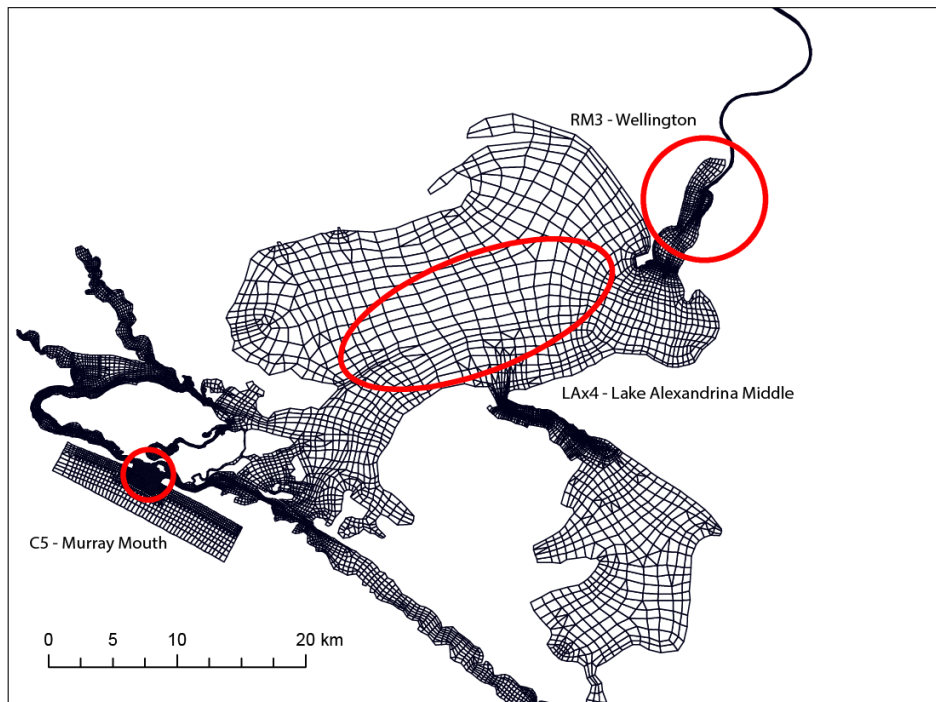 RM3 - Wellington
LAx4 - Lake Alexandrina Middle
C5 - Murray Mouth
0 5 10 20 km